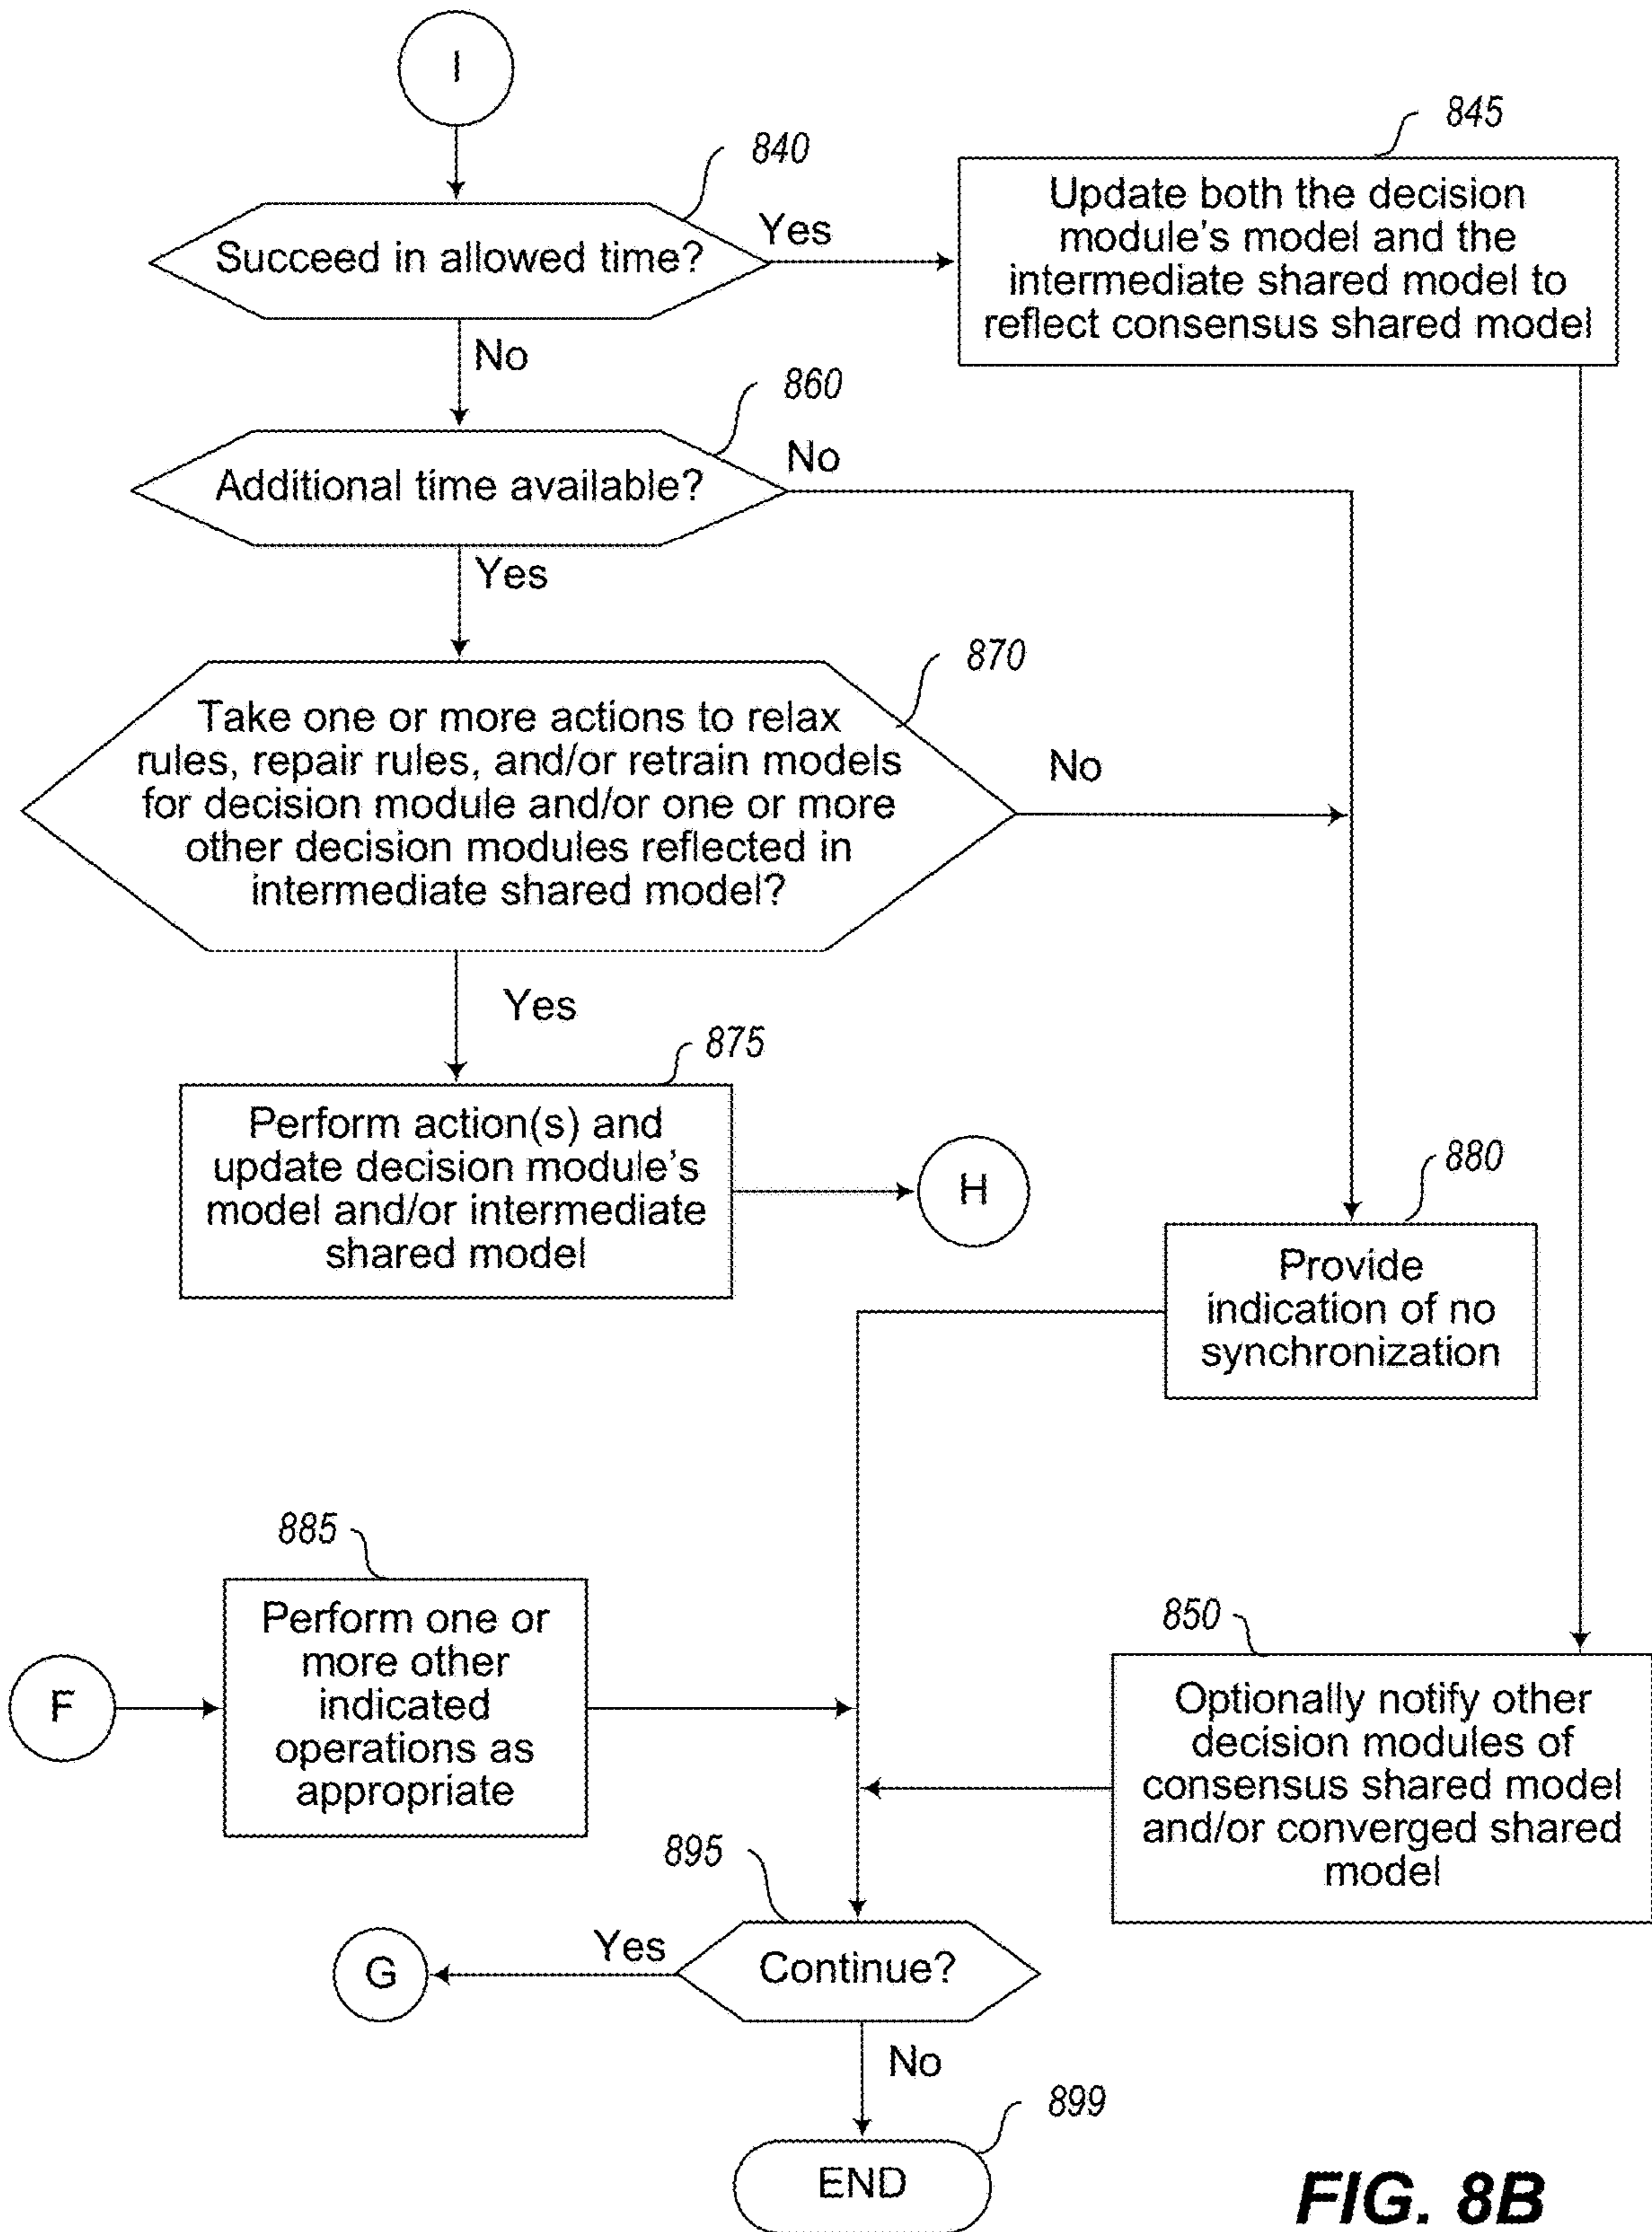 I
840
Succeed in allowed time?
Yes
845
Update both the decision
module's model and the
intermediate shared model to
reflect consensus shared model
No
860
Additional time available?
No
Yes
870
Take one or more actions to relax
rules, repair rules, and/or retrain models
for decision module and/or one or more
other decision modules reflected in
intermediate shared model?
No
Yes
875
Perform action(s) and
update decision module's
model and/or intermediate
shared model
H
880
Provide
indication of no
synchronization
885
F
Perform one or
more other
indicated
operations as
appropriate
850
Optionally notify other
decision modules of
consensus shared model
and/or converged shared
model
895
Continue?
Yes
G
No
899
END
FIG. 8B